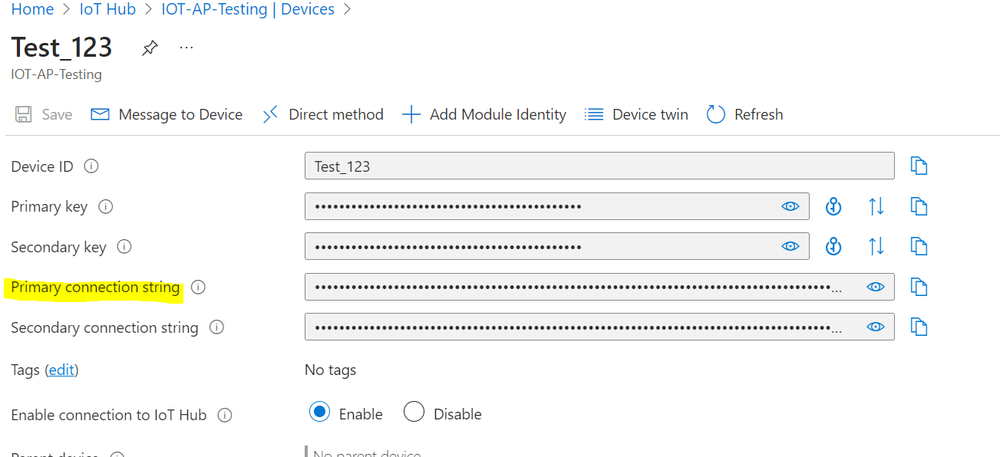 Home > IoT Hub > IOT-AP-Testing | Devices >
Test_123 ...
IOT-AP-Testing
Save Message to Device Direct method Add Module Identity Device twin Refresh
Device ID Test_123
Primary key ••••••••••••••••••••••••••••••••••••••••••••
Secondary key ••••••••••••••••••••••••••••••••••••••••••••
Primary connection string •••••••••••••••••••••••••••••••••••••••••••••••••••••••••••••••••••••••••••••••••••••...
Secondary connection string •••••••••••••••••••••••••••••••••••••••••••••••••••••••••••••••••••••••••••••••••••••...
Tags (edit) No tags
Enable connection to IoT Hub Enable Disable
Parent device No parent device